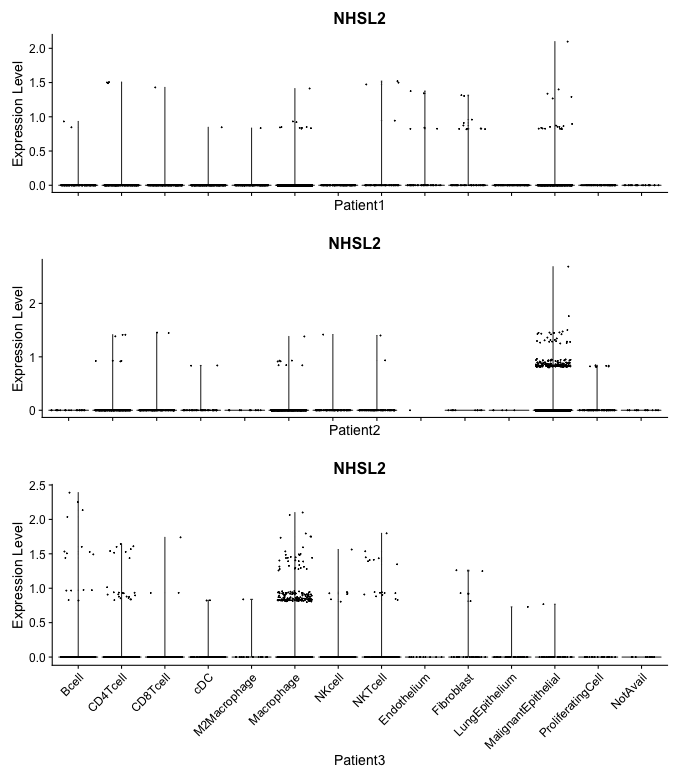 NHSL2
Expression Level
2.0
1.5
1.0
0.5
0.0
Patient1
NHSL2
Expression Level
2
1
0
Patient2
NHSL2
Expression Level
2.5
2.0
1.5
1.0
0.5
0.0
Bcell
CD4Tcell
CD8Tcell
cDC
M2Macrophage
Macrophage
NKcell
NKTcell
Endothelium
Fibroblast
LungEpithelium
MalignantEpithelial
ProliferatingCell
NotAvail
Patient3